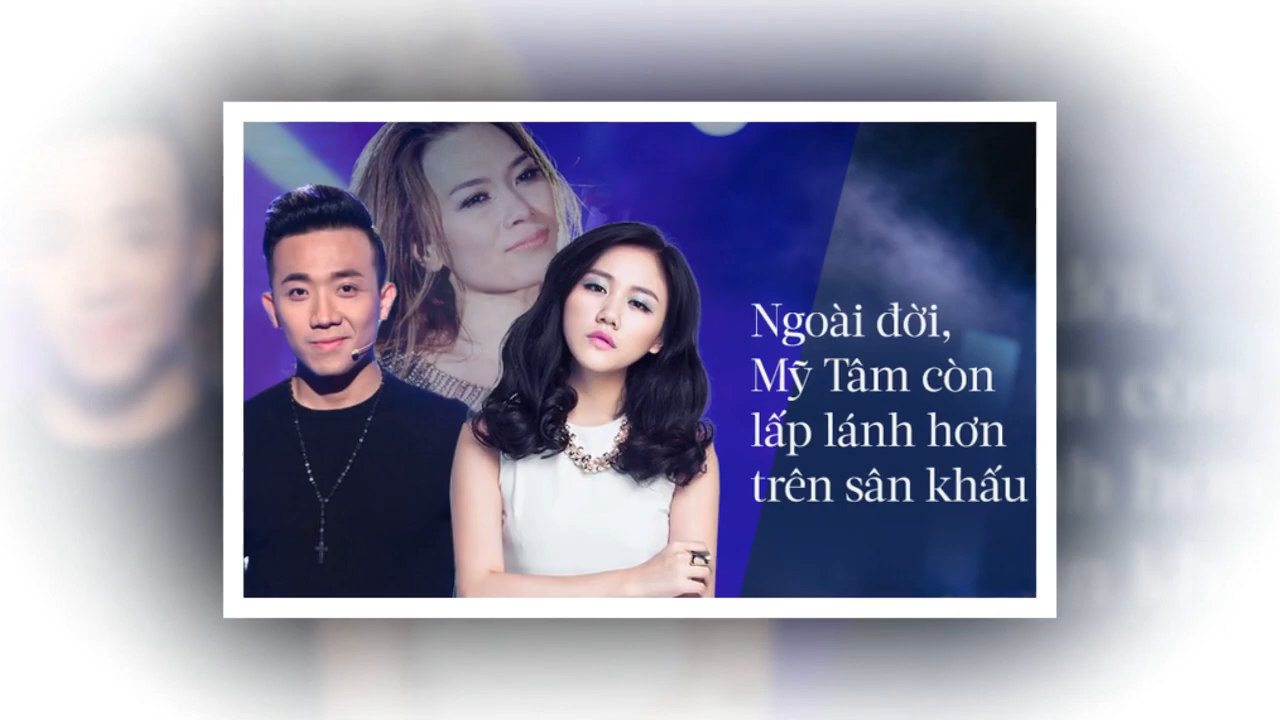 Ngoài đời,
Mỹ Tâm còn
lấp lánh hơn
trên sân khấu